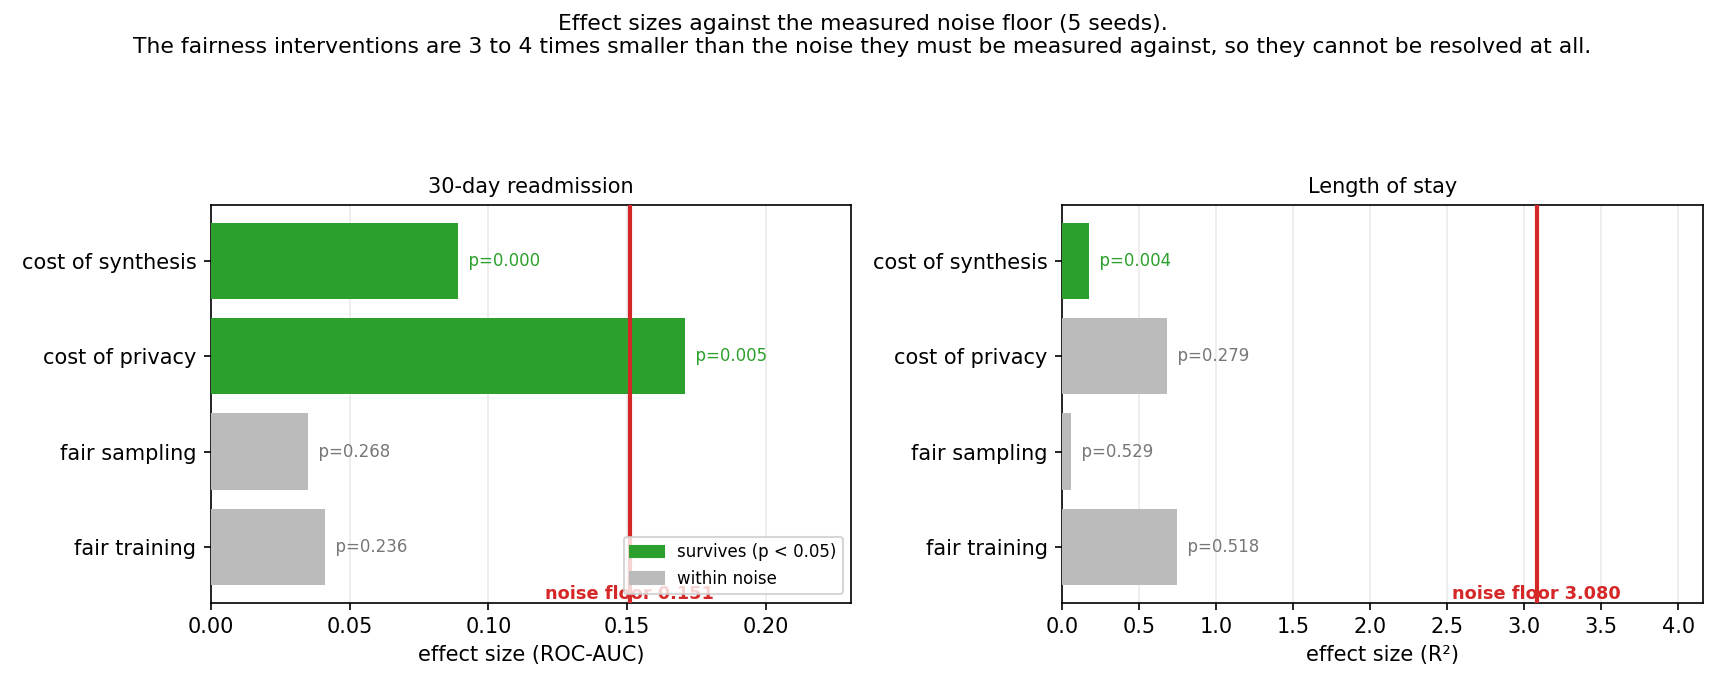 Effect sizes against the measured noise floor (5 seeds).
The fairness interventions are 3 to 4 times smaller than the noise they must be measured against, so they cannot be resolved at all.
30-day readmission
cost of synthesis
p=0.000
cost of privacy
p=0.005
fair sampling
p=0.268
fair training
p=0.236
survives (p < 0.05)
within noise
noise floor 0.151
0.00 0.05 0.10 0.15 0.20
effect size (ROC-AUC)
Length of stay
cost of synthesis
p=0.004
cost of privacy
p=0.279
fair sampling
p=0.529
fair training
p=0.518
noise floor 3.080
0.0 0.5 1.0 1.5 2.0 2.5 3.0 3.5 4.0
effect size (R²)